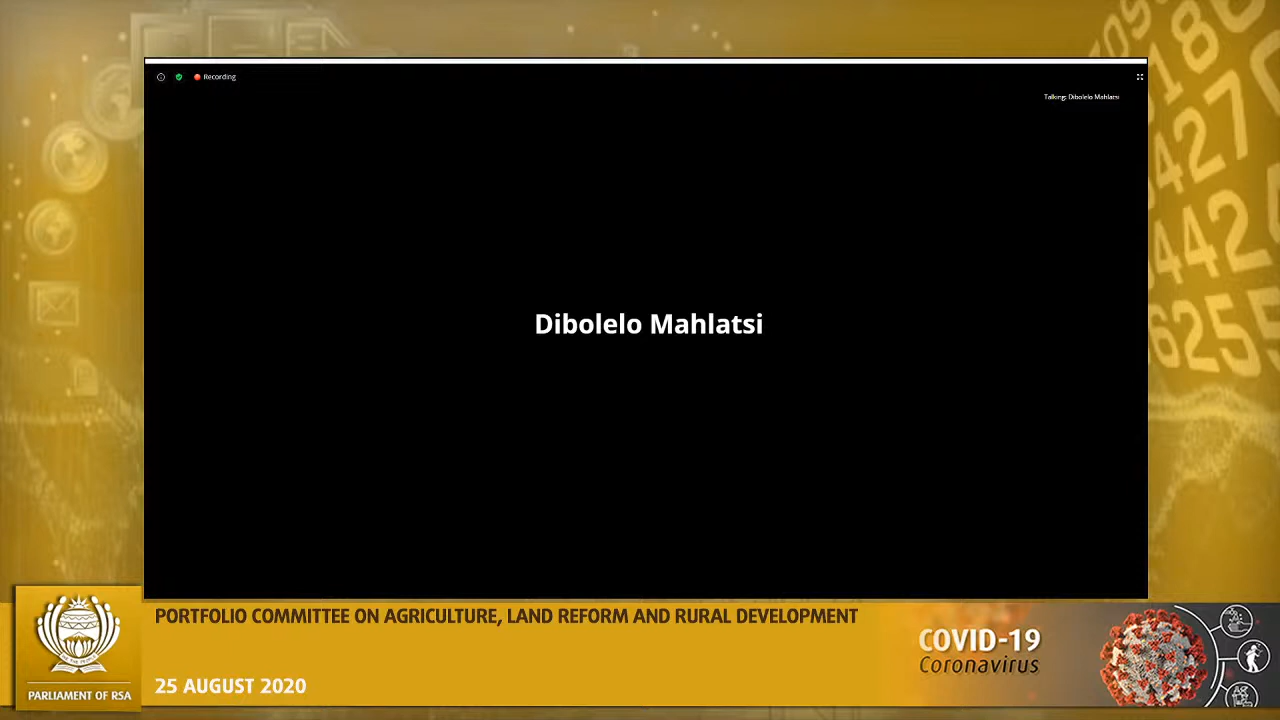 Recording
Talking: Dibolelo Mahlatsi
Dibolelo Mahlatsi
PORTFOLIO COMMITTEE ON AGRICULTURE, LAND REFORM AND RURAL DEVELOPMENT
25 AUGUST 2020
PARLIAMENT OF RSA
COVID-19
Coronavirus